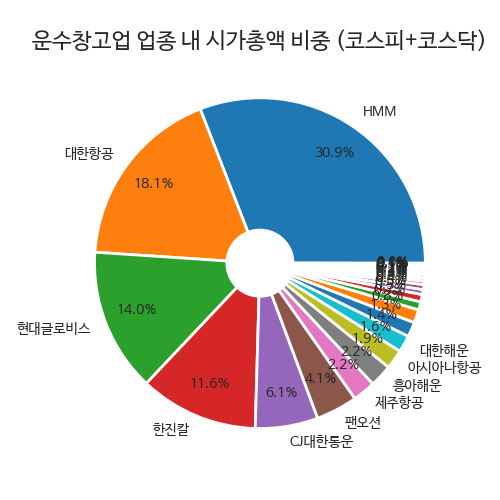 운수창고업 업종 내 시가총액 비중 (코스피+코스닥)
HMM
30.9%
대한항공
18.1%
현대글로비스
14.0%
한진칼
11.6%
CJ대한통운
6.1%
팬오션
4.1%
제주항공
2.2%
흥아해운
2.2%
아시아나항공
1.9%
대한해운
1.6%
1.4%
1.3%